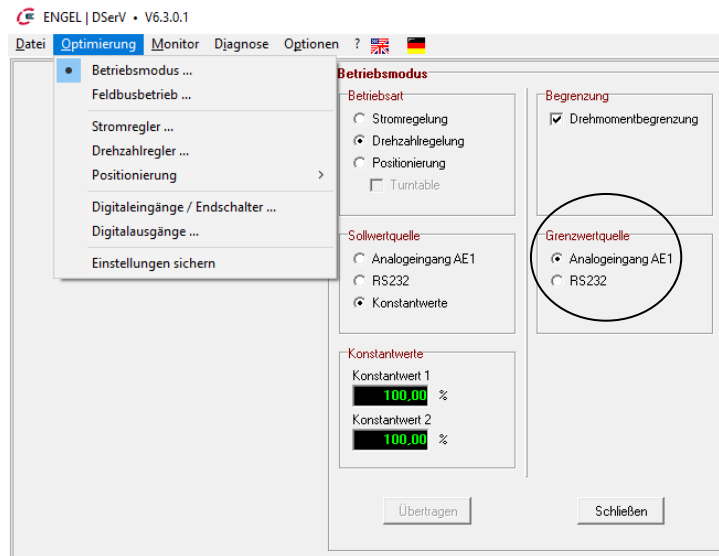 ENGEL | DSerV • V6.3.0.1
Datei Optimierung Monitor Diagnose Optionen ?
Betriebsmodus ...
Feldbusbetrieb ...
Stromregler ...
Drehzahlregler ...
Positionierung >
Digitaleingänge / Endschalter ...
Digitalausgänge ...
Einstellungen sichern
Betriebsmodus
Betriebsart
Stromregelung
Drehzahlregelung
Positionierung
Turntable
Begrenzung
Drehmomentbegrenzung
Sollwertquelle
Analogeingang AE1
RS232
Konstantwerte
Grenzwertquelle
Analogeingang AE1
RS232
Konstantwerte
Konstantwert 1
100,00 %
Konstantwert 2
100,00 %
Übertragen
Schließen